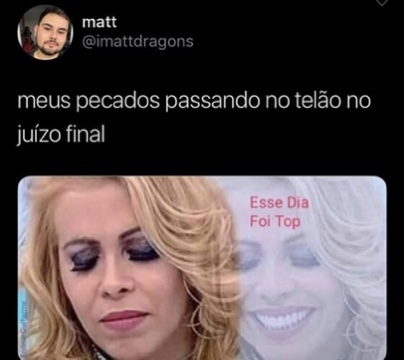 matt
@imattdragons
meus pecados passando no telão no
juízo final
Esse Dia
Foi Top